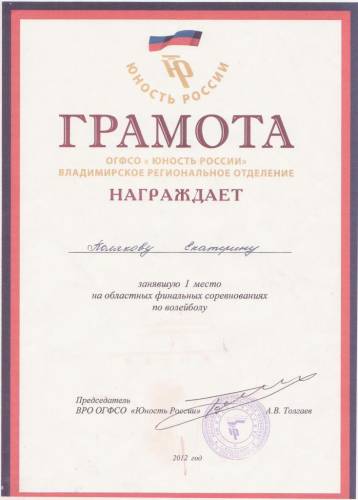 ЮНОСТЬ РОССИИ
ГРАМОТА
ОГФСО « ЮНОСТЬ РОССИИ»
ВЛАДИМИРСКОЕ РЕГИОНАЛЬНОЕ ОТДЕЛЕНИЕ
НАГРАЖДАЕТ
Полякову Екатерину
занявшую I место
на областных финальных соревнованиях
по волейболу
Председатель
ВРО ОГФСО «Юность России» А.В. Толгаев
2012 год